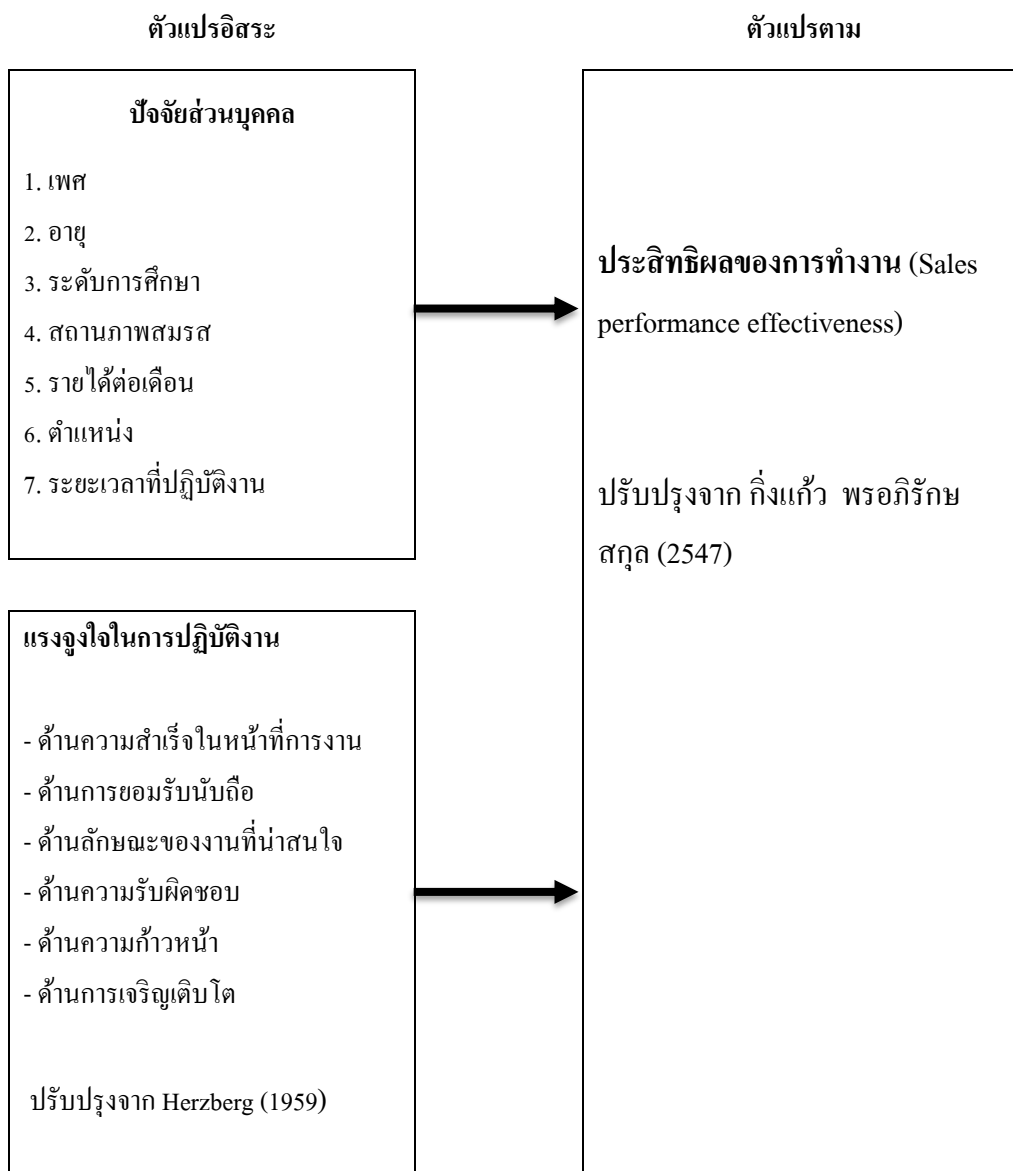 ตัวแปรอิสระ
ตัวแปรตาม
ปัจจัยส่วนบุคคล
1. เพศ
2. อายุ
3. ระดับการศึกษา
4. สถานภาพสมรส
5. รายได้ต่อเดือน
6. ตำแหน่ง
7. ระยะเวลาที่ปฏิบัติงาน
แรงจูงใจในการปฏิบัติงาน
- ด้านความสำเร็จในหน้าที่การงาน
- ด้านการยอมรับนับถือ
- ด้านลักษณะของงานที่น่าสนใจ
- ด้านความรับผิดชอบ
- ด้านความก้าวหน้า
- ด้านการเจริญเติบโต
ปรับปรุงจาก Herzberg (1959)
ประสิทธิผลของการทำงาน (Sales
performance effectiveness)
ปรับปรุงจาก กิ่งแก้ว พรอภิรักษ
สกุล (2547)